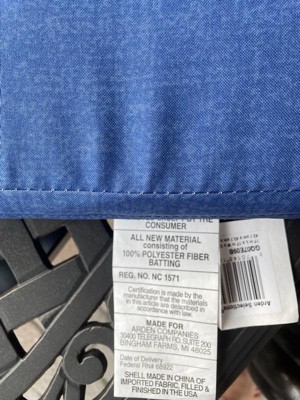 CONSUMER
ALL NEW MATERIAL
consisting of
100% POLYESTER FIBER
BATTING
REG. NO. NC 1571
Certification is made by the
manufacturer that the materials
in this article are described in
accordance with law.
MADE FOR
ARDEN COMPANIES
30400 TELEGRAPH RD, SUITE 200
BINGHAM FARMS, MI 48025
Date of Delivery
SHELL MADE IN CHINA OF
IMPORTED FABRIC, FILLED &
FINISHED IN THE USA
Arden Selections